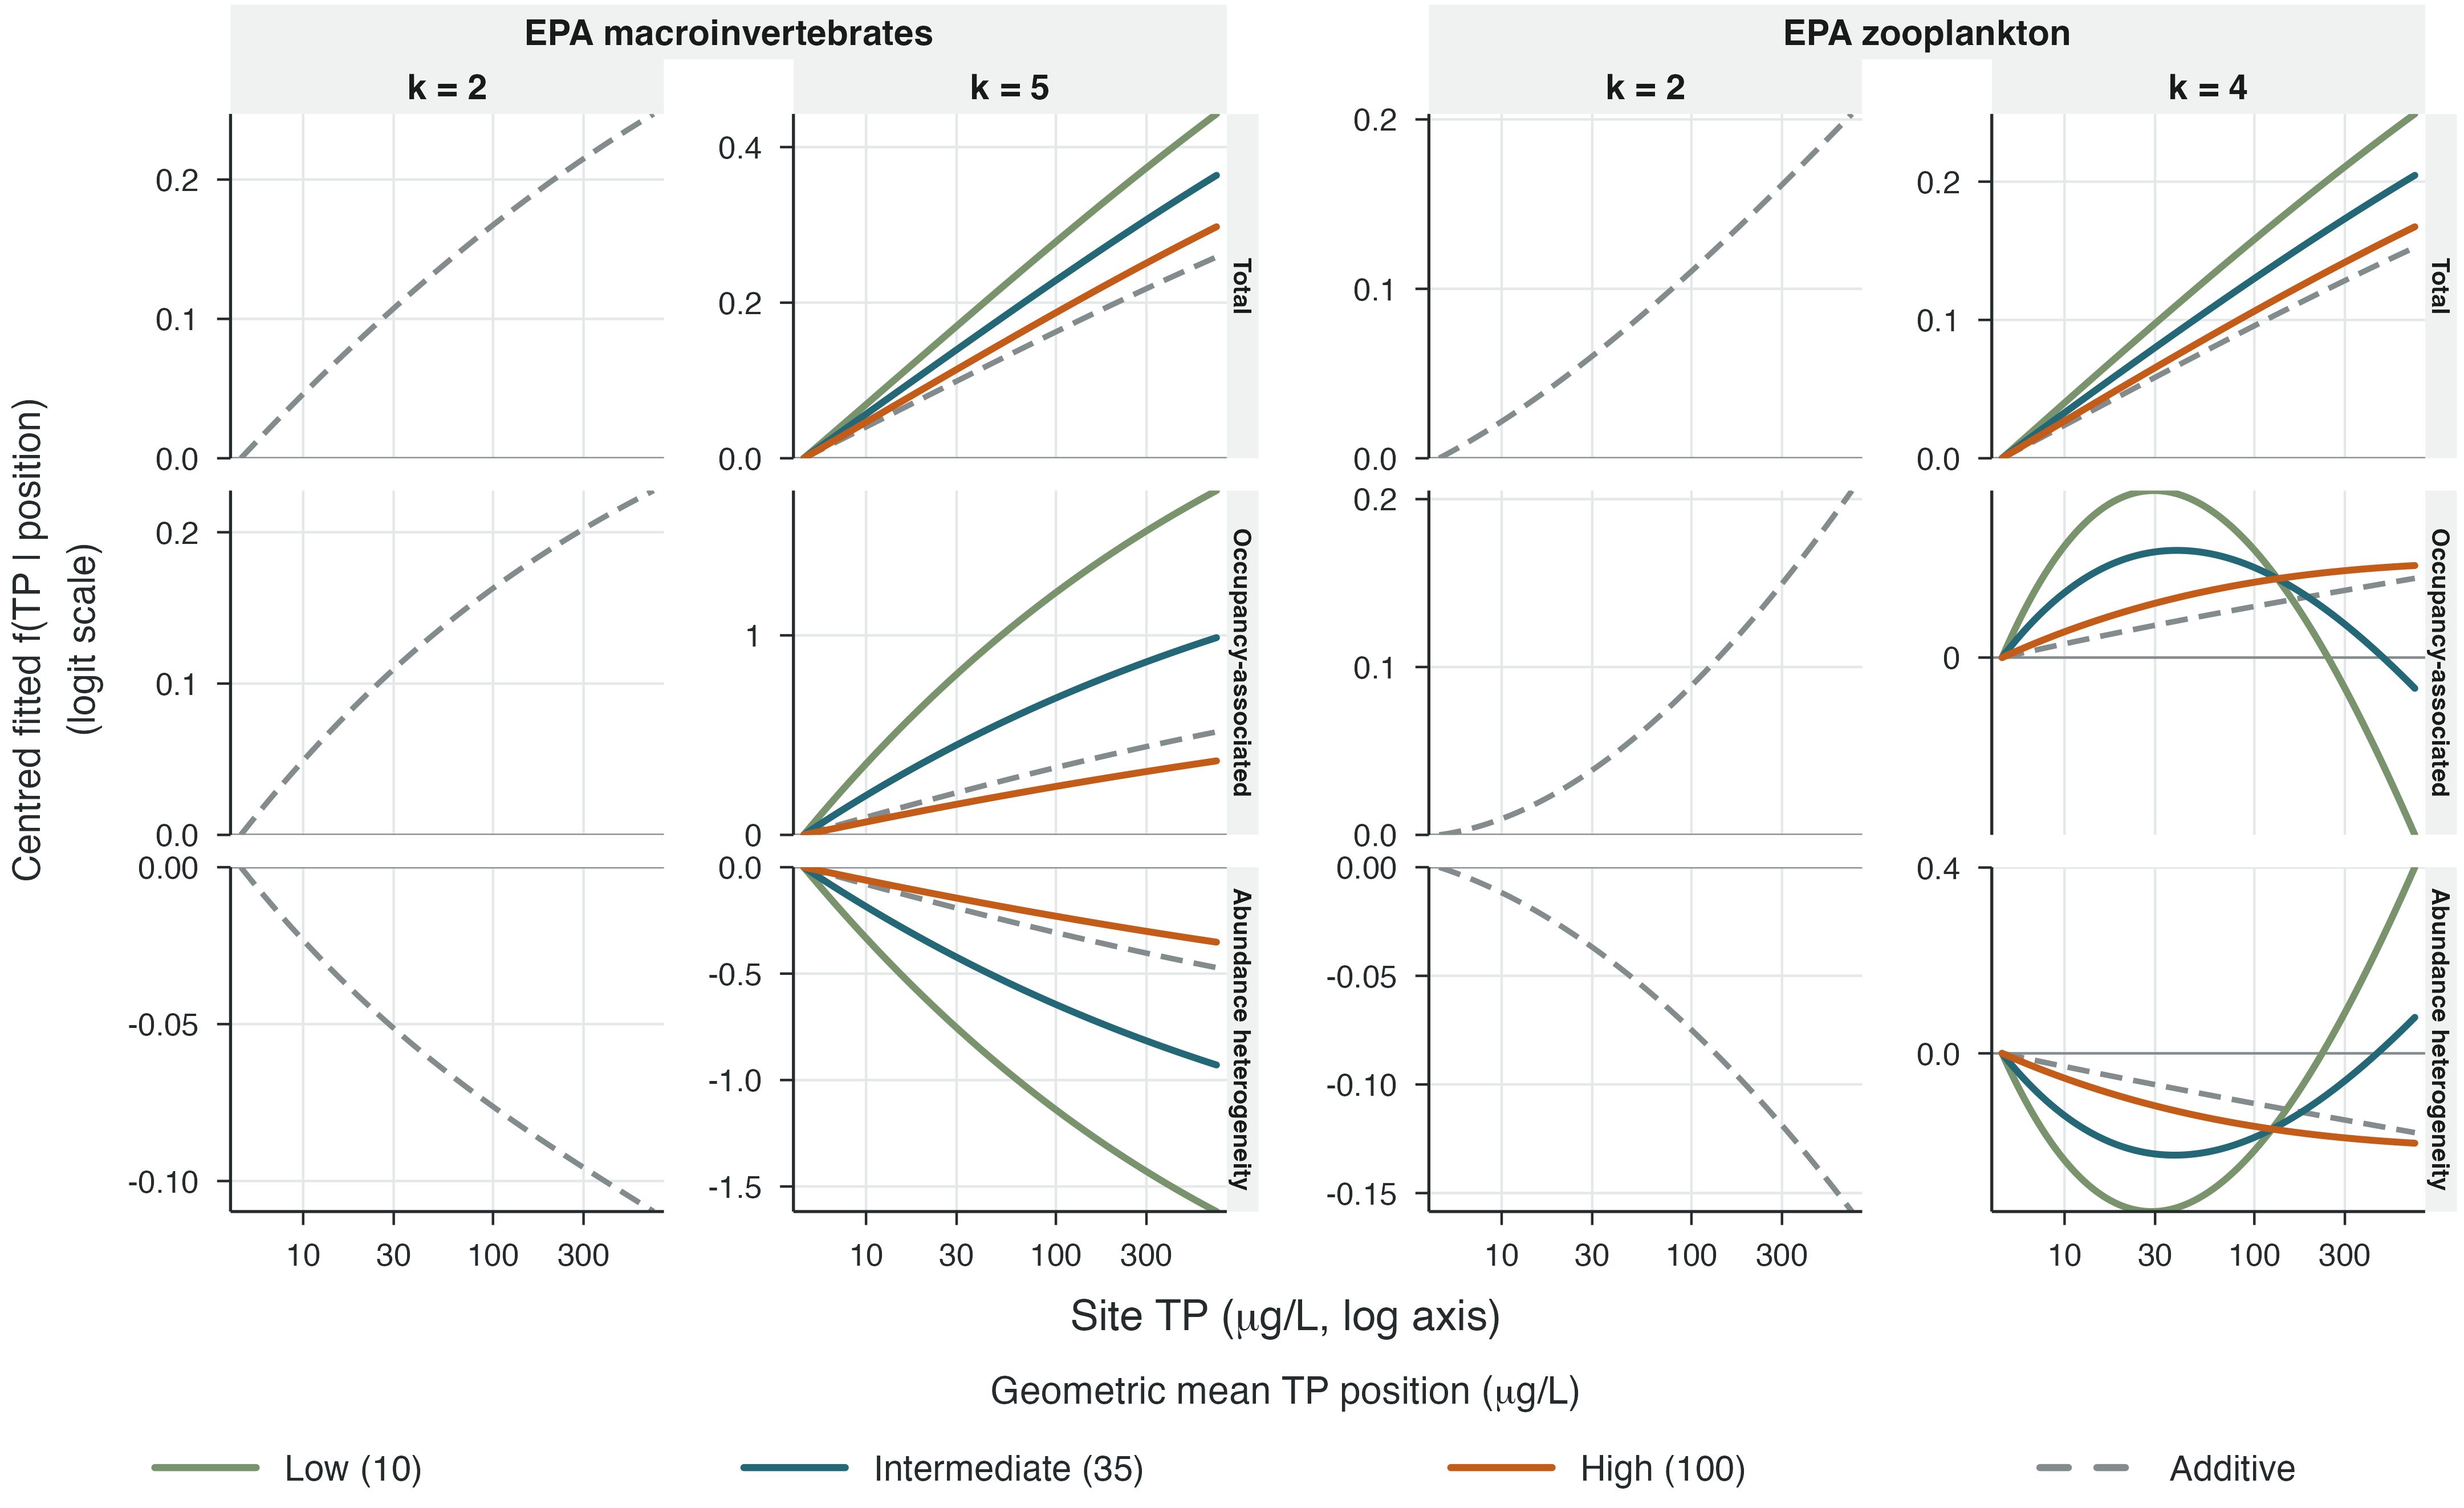 EPA macroinvertebrates
EPA zooplankton
k = 2
k = 5
k = 2
k = 4
0.2
0.1
0.0
0.4
0.2
0.0
Total
0.2
0.1
0.0
0.2
0.1
0.0
Total
0.2
0.1
0.0
1
0
Occupancy-associated
0.2
0.1
0.0
0
Occupancy-associated
0.00
-0.05
-0.10
0.0
-0.5
-1.0
-1.5
Abundance heterogeneity
0.00
-0.05
-0.10
-0.15
0.4
0.0
Abundance heterogeneity
10 30 100 300
10 30 100 300
10 30 100 300
10 30 100 300
Centred fitted f(TP | position)
(logit scale)
Site TP (μg/L, log axis)
Geometric mean TP position (μg/L)
Low (10)
Intermediate (35)
High (100)
Additive